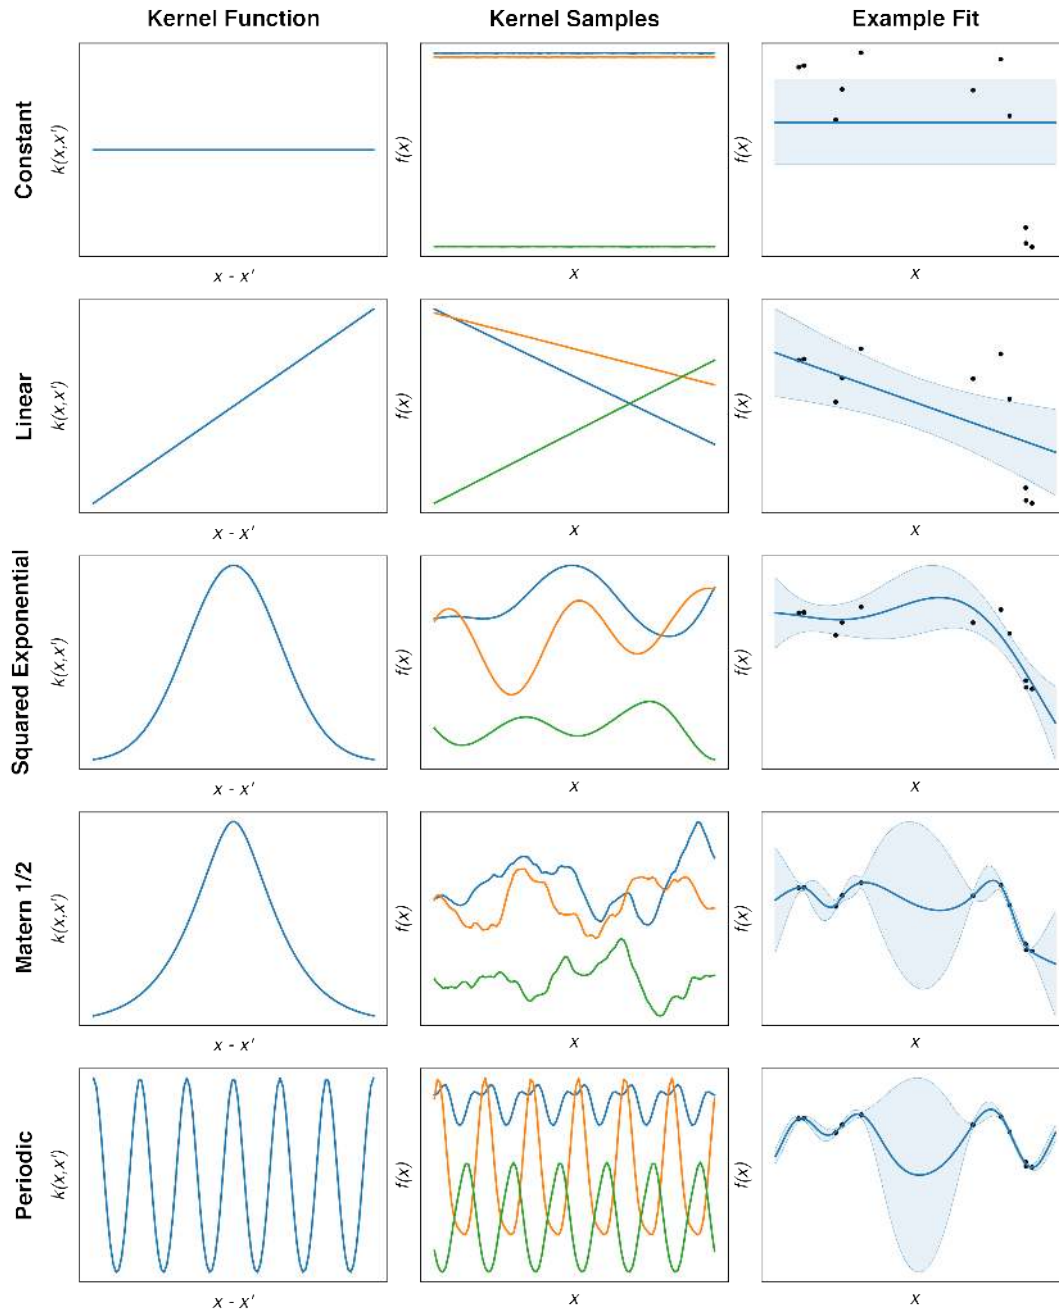 Kernel Function Kernel Samples Example Fit
Constant
k(x,x')
f(x)
f(x)
x - x' x x
Linear
k(x,x')
f(x)
f(x)
x - x' x x
Squared Exponential
k(x,x')
f(x)
f(x)
x - x' x x
Matern 1/2
k(x,x')
f(x)
f(x)
x - x' x x
Periodic
k(x,x')
f(x)
f(x)
x - x' x x